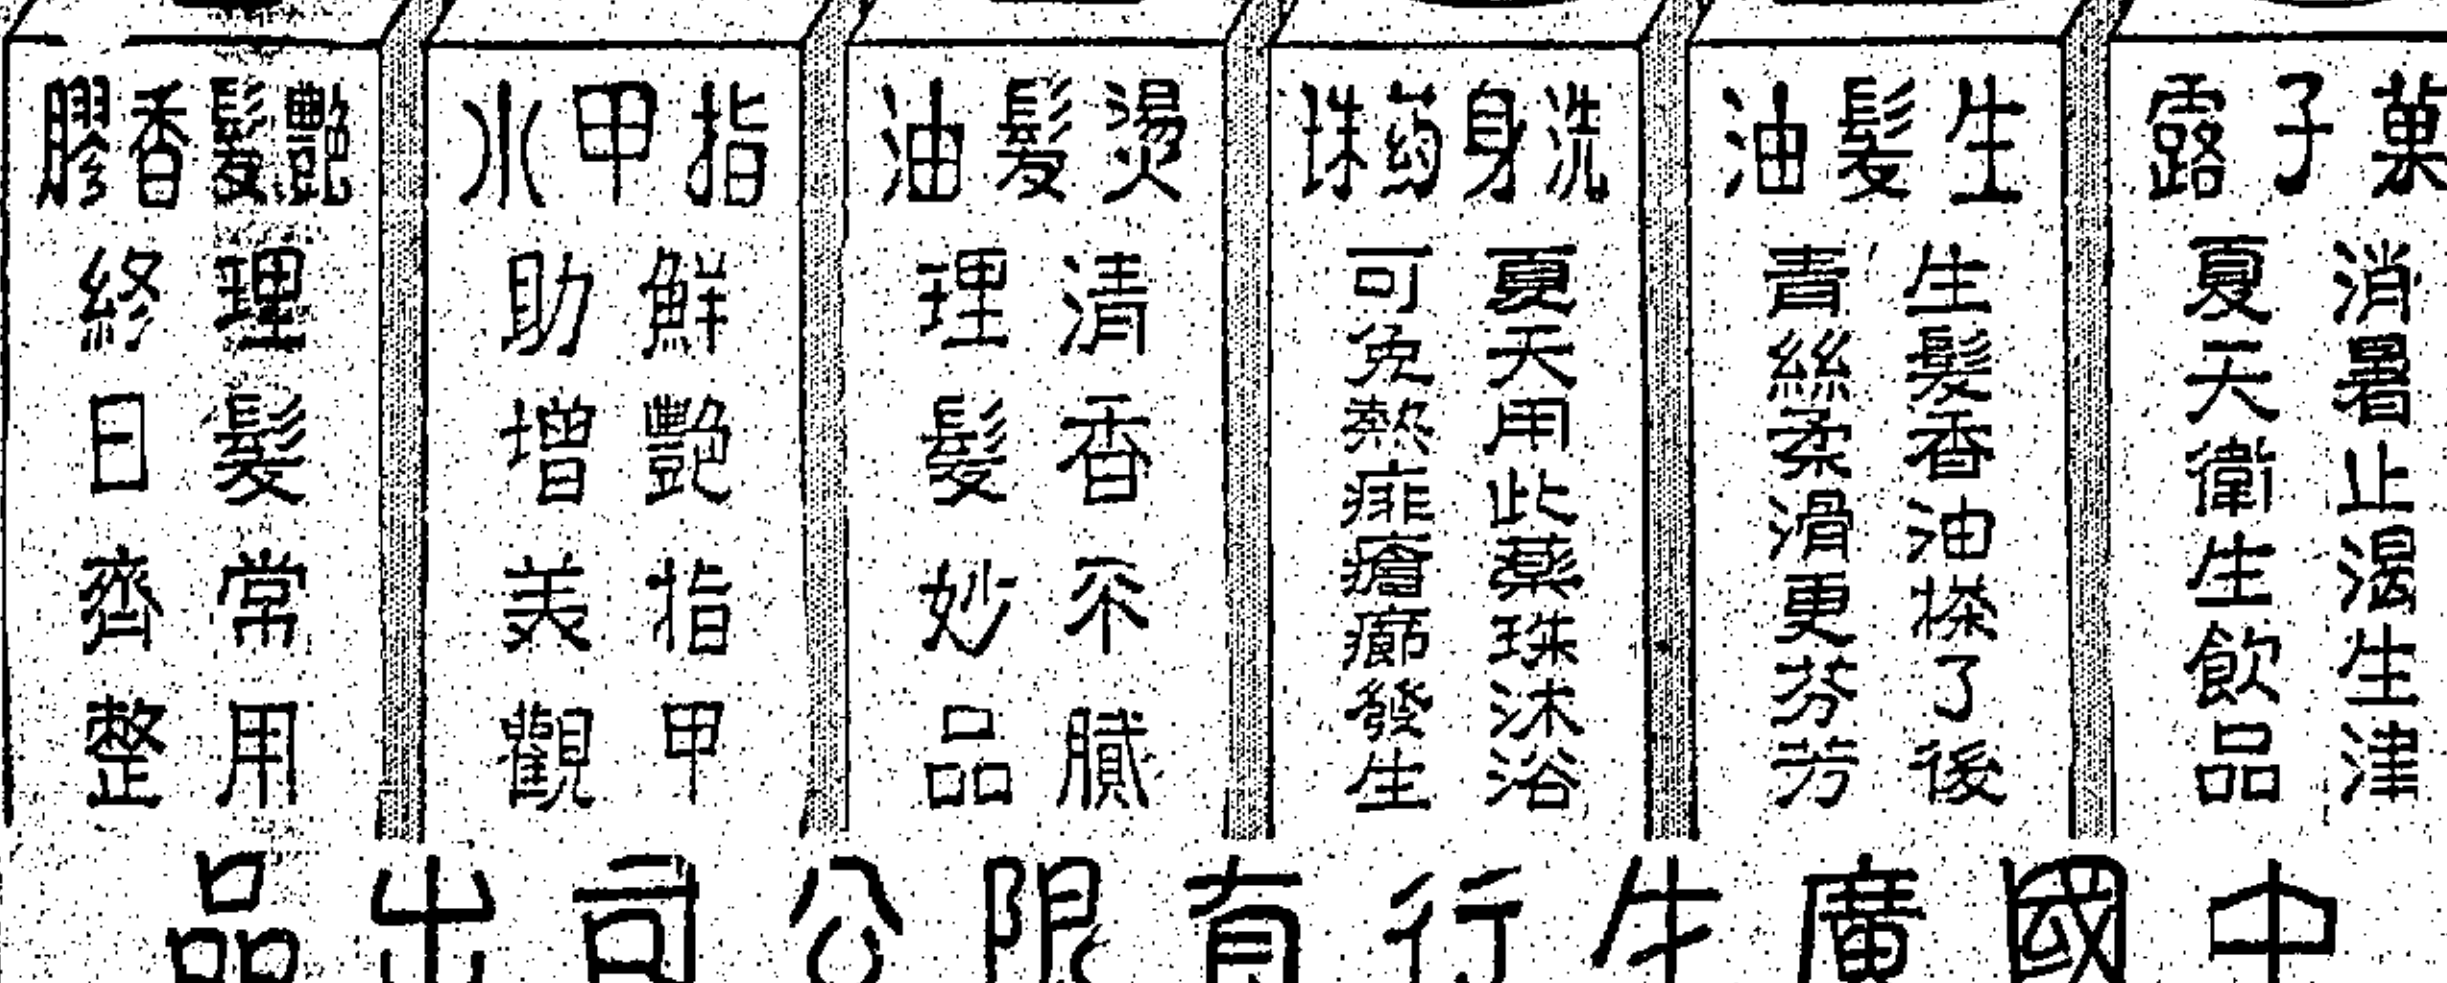 菓子露
消暑止渴生津
夏天衛生飲品
生髮油
生髮香油搽了後
青絲柔滑更芬芳
洗身药珠
夏天用此藥珠沐浴
可免熱痱瘡癤發生
燙髮油
清香不膩
理髮妙品
指甲水
鮮艷指甲
助增美觀
艷髮香膠
理髮常用
終日齊整
中國廣生行有限公司出品